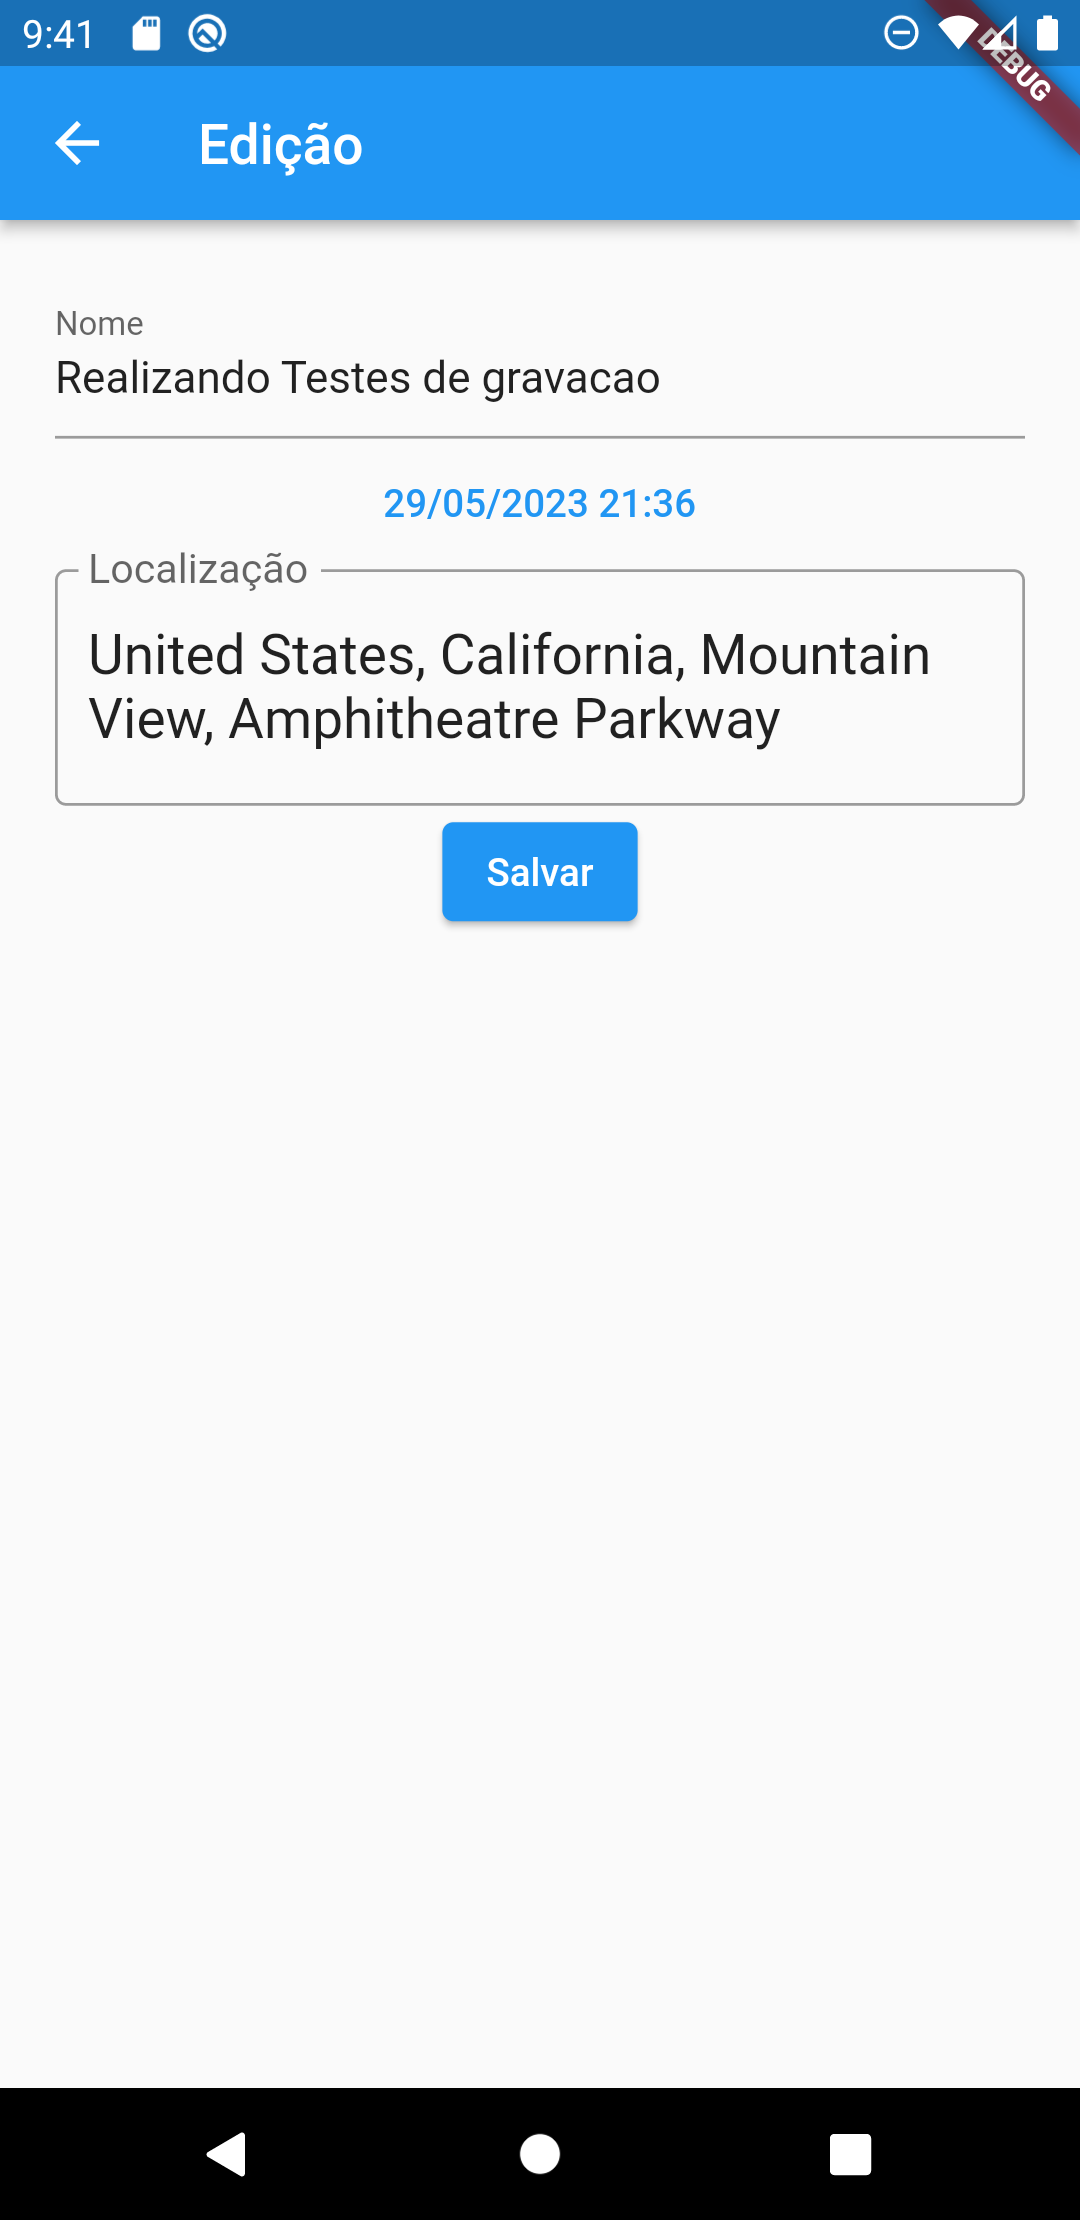 9:41
DEBUG
Edição
Nome
Realizando Testes de gravacao
29/05/2023 21:36
Localização
United States, California, Mountain
View, Amphitheatre Parkway
Salvar